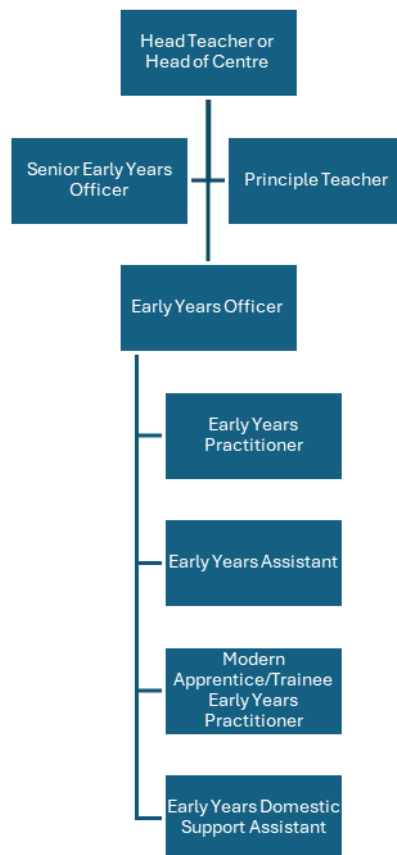 Head Teacher or
Head of Centre
Senior Early Years
Officer
Principle Teacher
Early Years Officer
Early Years
Practitioner
Early Years Assistant
Modern
Apprentice/Trainee
Early Years
Practitioner
Early Years Domestic
Support Assistant